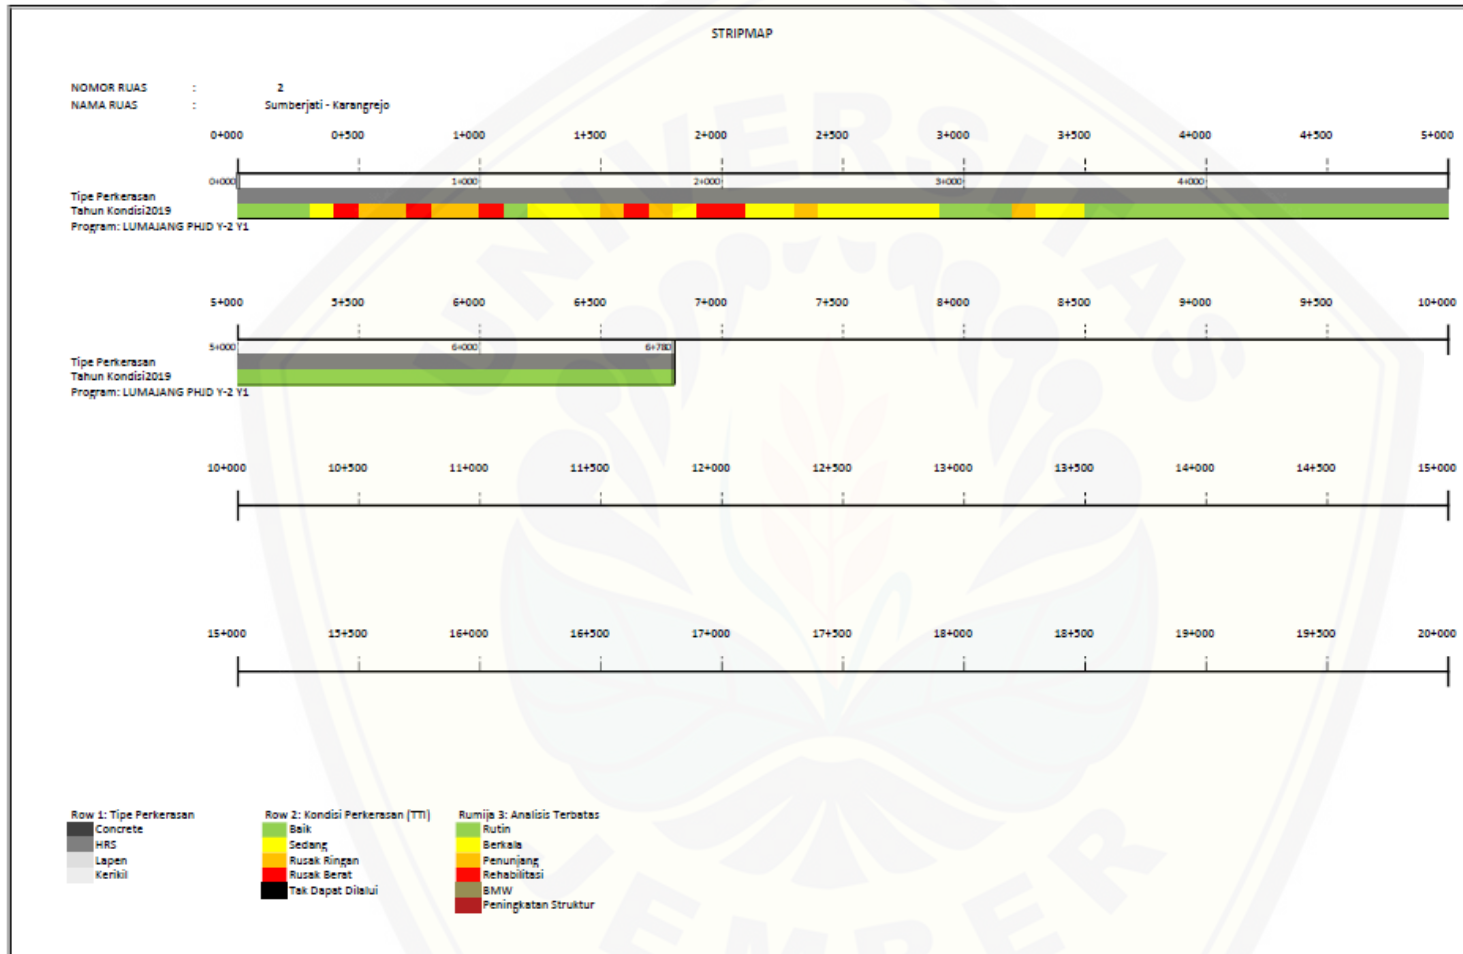 STRIPMAP
NOMOR RUAS : 2
NAMA RUAS : Sumberjati - Karangrejo
0+000 0+500 1+000 1+500 2+000 2+500 3+000 3+500 4+000 4+500 5+000
0+000 1+000 2+000 3+000 4+000
Tipe Perkerasan
Tahun Kondisi2019
Program: LUMAJANG PHJD Y-2 Y1
5+000 5+500 6+000 6+500 7+000 7+500 8+000 8+500 9+000 9+500 10+000
5+000 6+000 6+780
Tipe Perkerasan
Tahun Kondisi2019
Program: LUMAJANG PHJD Y-2 Y1
10+000 10+500 11+000 11+500 12+000 12+500 13+000 13+500 14+000 14+500 15+000
15+000 15+500 16+000 16+500 17+000 17+500 18+000 18+500 19+000 19+500 20+000
Row 1: Tipe Perkerasan Row 2: Kondisi Perkerasan (TTI) Rumija 3: Analisis Terbatas
Concrete Baik Rutin
HRS Sedang Berkala
Lapen Rusak Ringan Penunjang
Kerikil Rusak Berat Rehabilitasi
Tak Dapat Dilalui BMW
Peningkatan Struktur
UNIVERSITAS
JEMBER